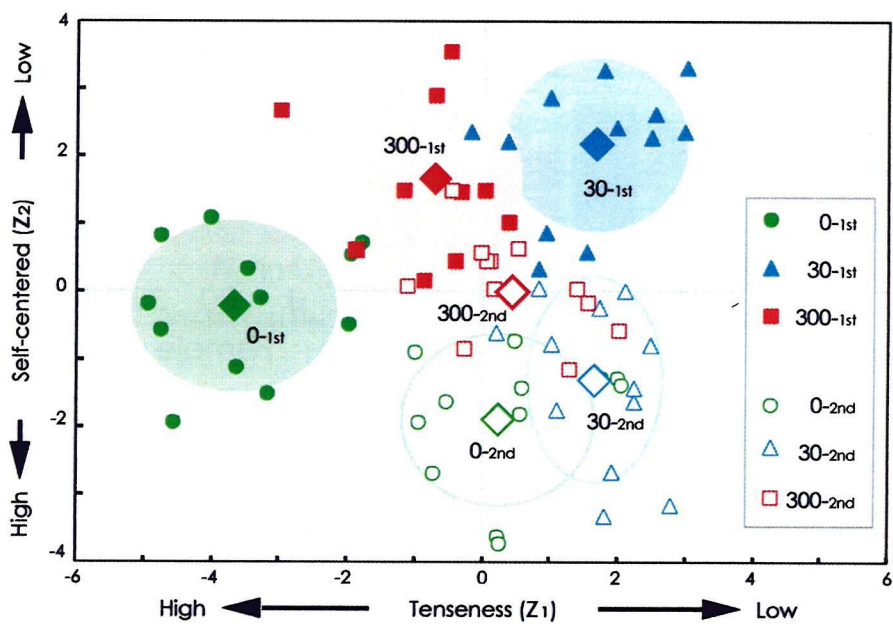 4
2
0
-2
-4
-6
-4
-2
0
2
4
6
Low
Self-centered (Z2)
High
High
Tenseness (Z1)
Low
300-1st
30-1st
0-1st
300-2nd
30-2nd
0-2nd
0-1st
30-1st
300-1st
0-2nd
30-2nd
300-2nd